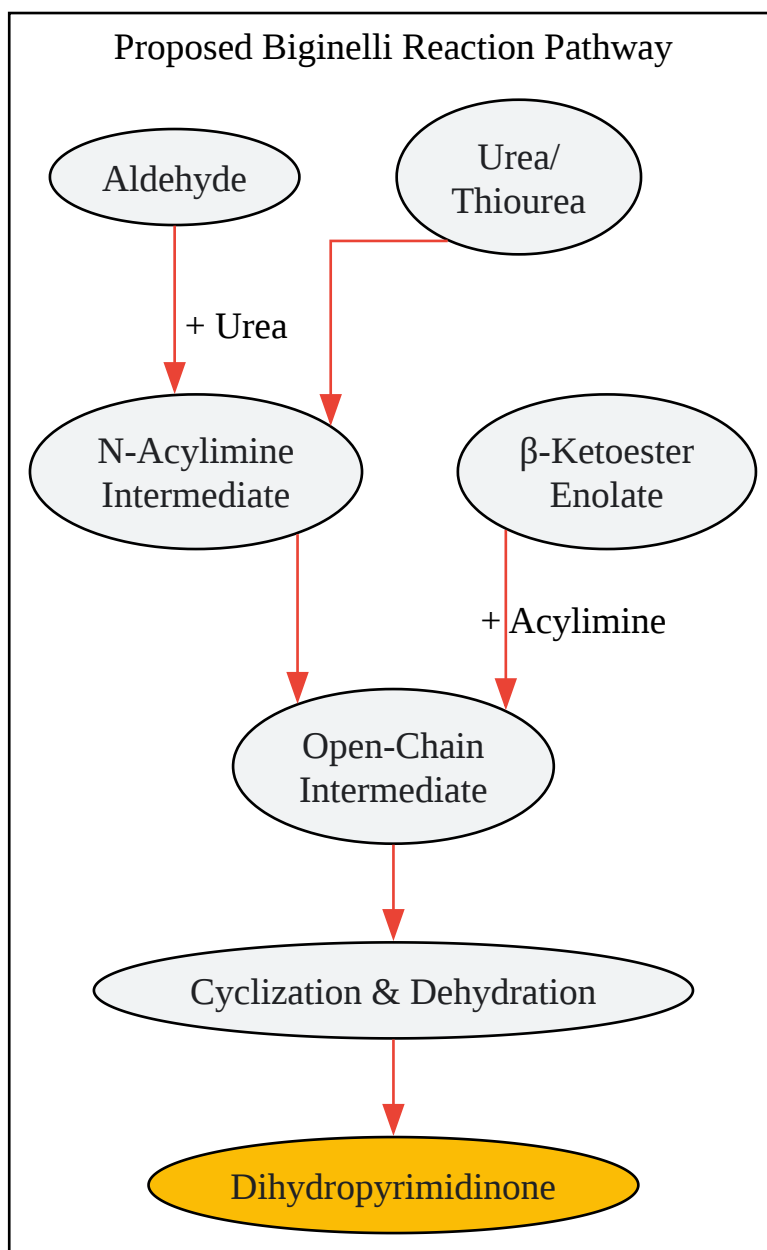 Proposed Biginelli Reaction Pathway
Aldehyde
Urea/
Thiourea
+ Urea
N-Acylimine
Intermediate
β-Ketoester
Enolate
+ Acylimine
Open-Chain
Intermediate
Cyclization & Dehydration
Dihydropyrimidinone